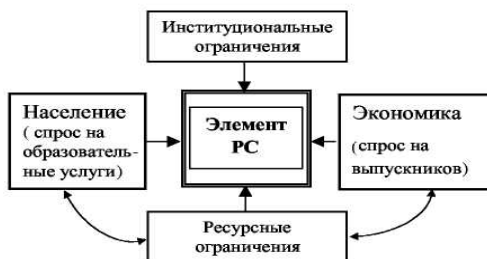 Институциональные
ограничения
Население
( спрос на
образователь-
ные услуги)
Элемент
РС
Экономика
(спрос на
выпускников)
Ресурсные
ограничения